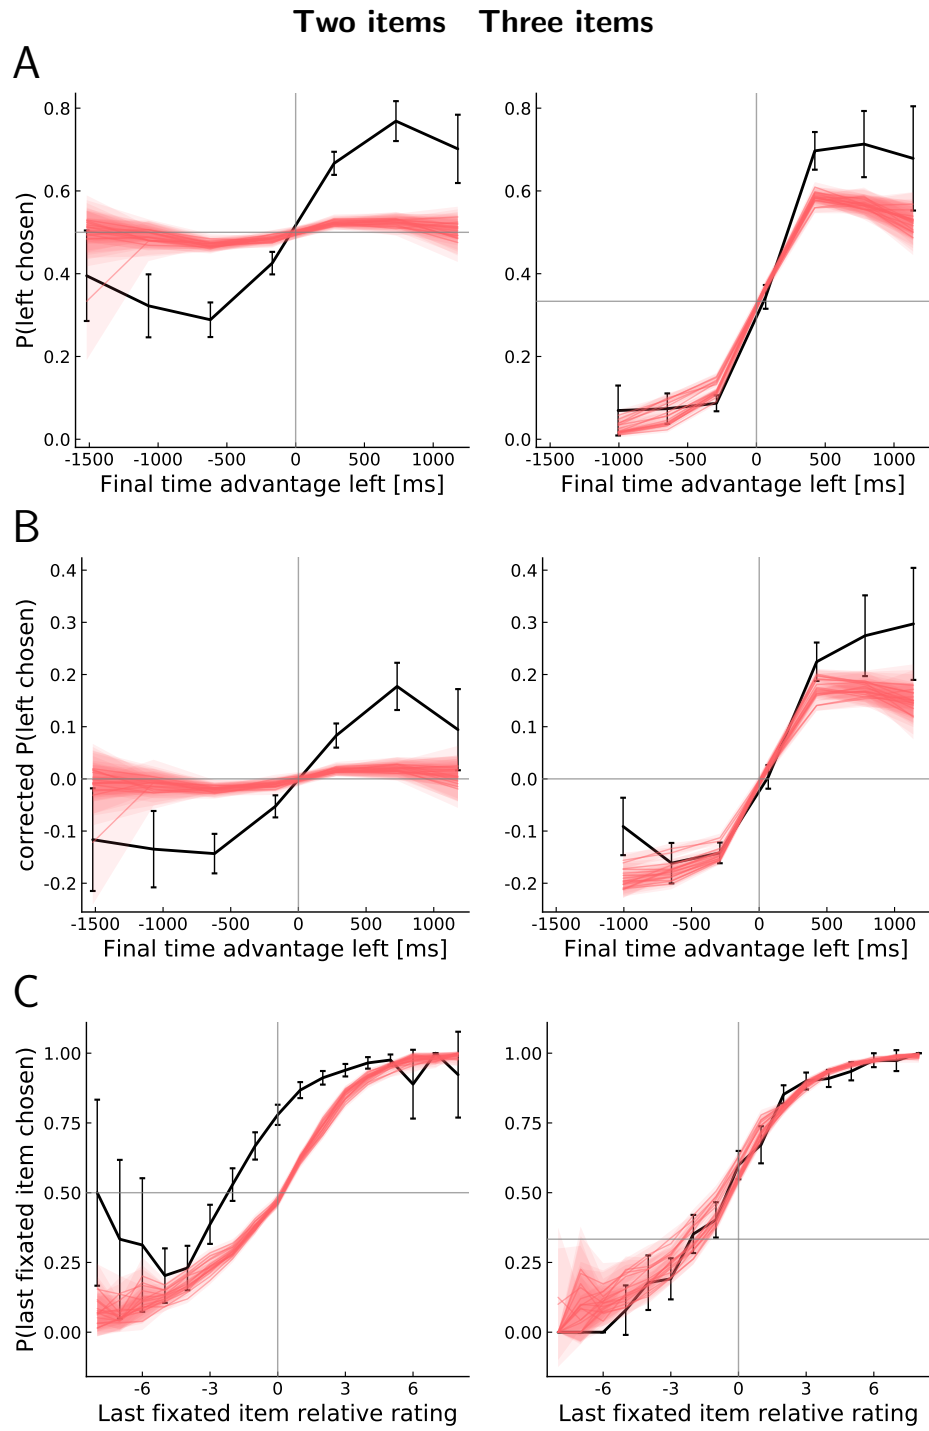 Two items Three items
A
P(left chosen)
0.8
0.6
0.4
0.2
0.0
-1500 -1000 -500 0 500 1000
Final time advantage left [ms]
0.8
0.6
0.4
0.2
0.0
-1500 -1000 -500 0 500 1000
Final time advantage left [ms]
B
corrected P(left chosen)
0.4
0.3
0.2
0.1
0.0
-0.1
-0.2
-1500 -1000 -500 0 500 1000
Final time advantage left [ms]
0.4
0.3
0.2
0.1
0.0
-0.1
-0.2
-1500 -1000 -500 0 500 1000
Final time advantage left [ms]
C
P(last fixated item chosen)
1.00
0.75
0.50
0.25
0.00
-6 -3 0 3 6
Last fixated item relative rating
1.00
0.75
0.50
0.25
0.00
-6 -3 0 3 6
Last fixated item relative rating